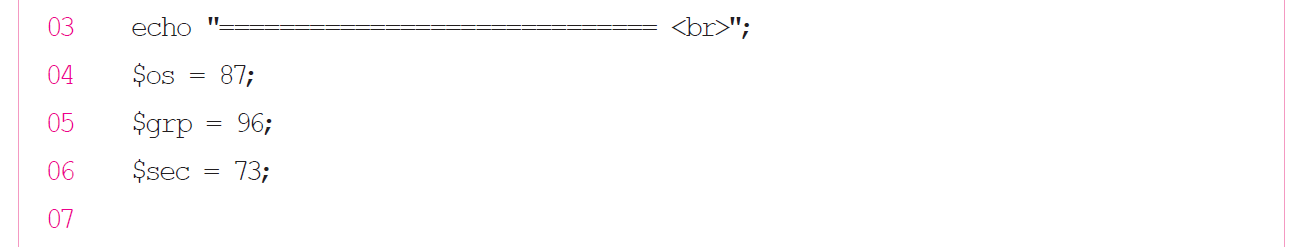 03 echo "============================= <br>";
04 $os = 87;
05 $grp = 96;
06 $sec = 73;
07